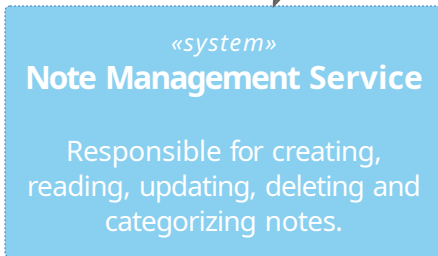 «system»
Note Management Service
Responsible for creating,
reading, updating, deleting and
categorizing notes.